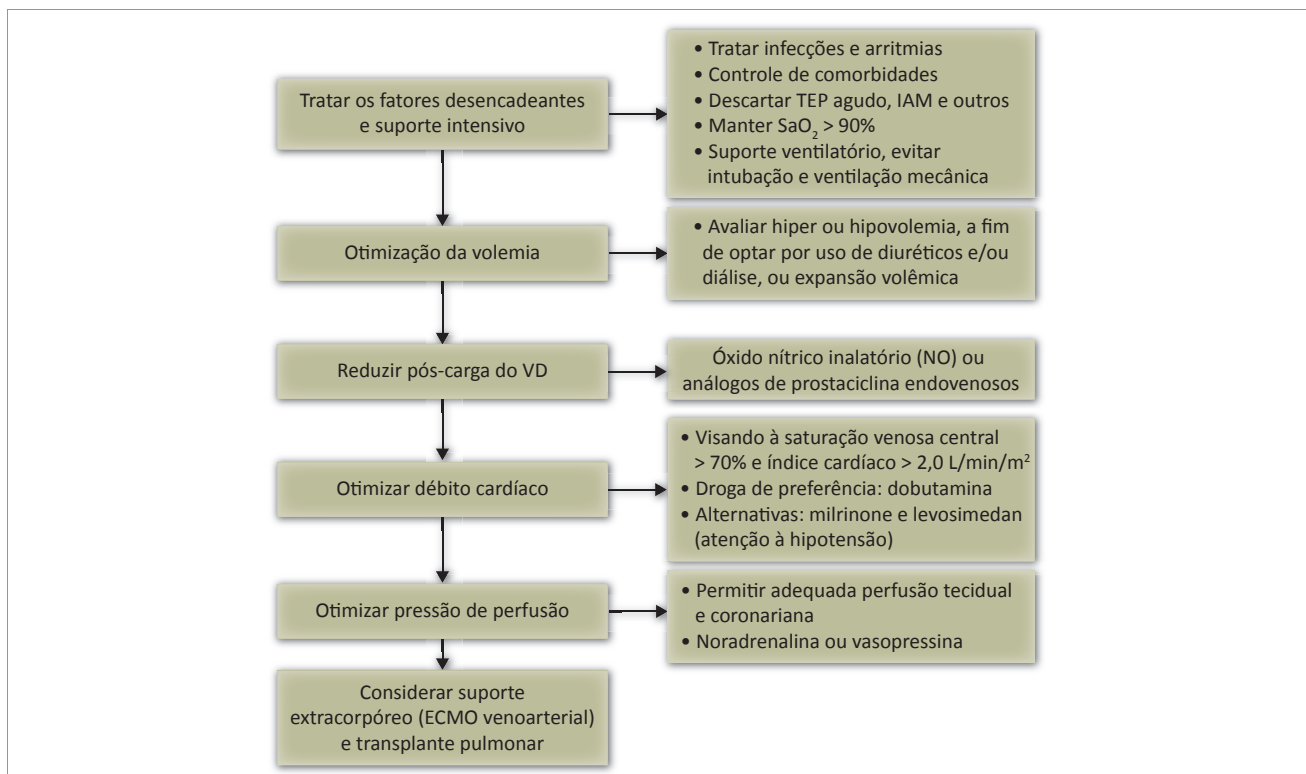 Tratar os fatores desencadeantes
e suporte intensivo
• Tratar infecções e arritmias
• Controle de comorbidades
• Descartar TEP agudo, IAM e outros
• Manter SaO₂ > 90%
• Suporte ventilatório, evitar
intubação e ventilação mecânica
Otimização da volemia
• Avaliar hiper ou hipovolemia, a fim
de optar por uso de diuréticos e/ou
diálise, ou expansão volêmica
Reduzir pós-carga do VD
Óxido nítrico inalatório (NO) ou
análogos de prostaciclina endovenosos
Otimizar débito cardíaco
• Visando à saturação venosa central
> 70% e índice cardíaco > 2,0 L/min/m²
• Droga de preferência: dobutamina
• Alternativas: milrinone e levosimedan
(atenção à hipotensão)
Otimizar pressão de perfusão
• Permitir adequada perfusão tecidual
e coronariana
• Noradrenalina ou vasopressina
Considerar suporte
extracorpóreo (ECMO venoarterial)
e transplante pulmonar